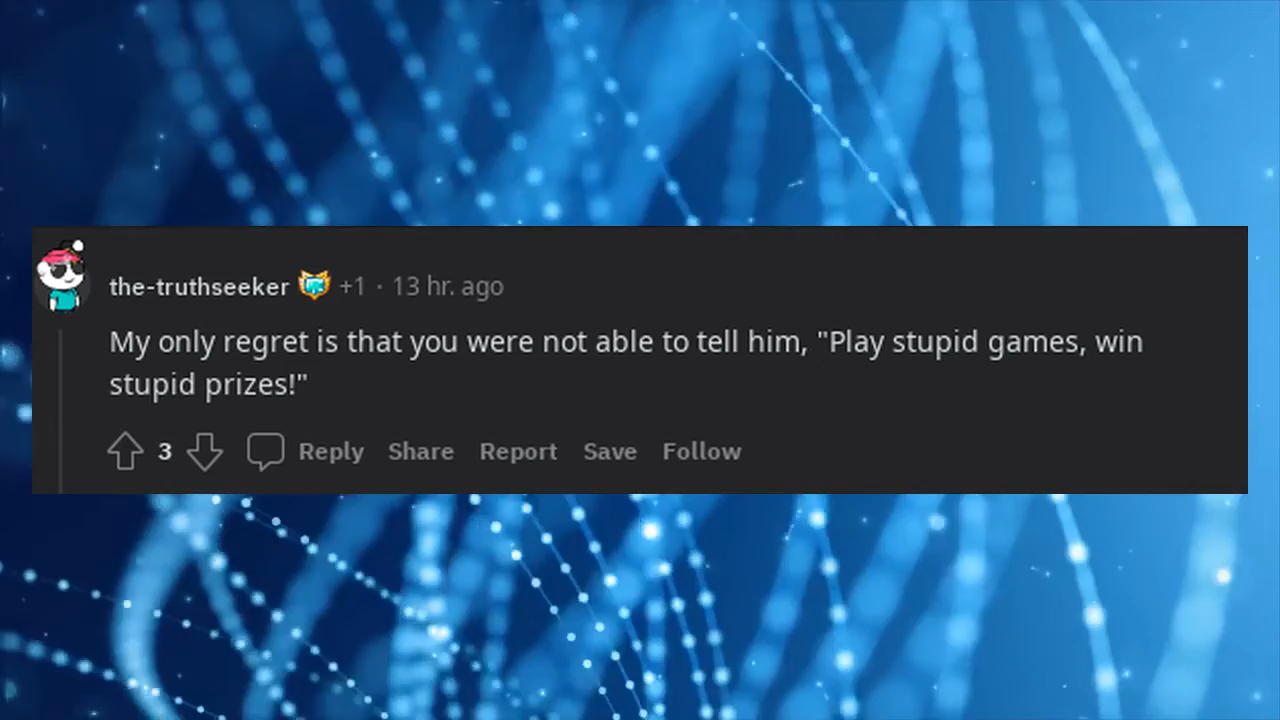 the-truthseeker +1 · 13 hr. ago
My only regret is that you were not able to tell him, "Play stupid games, win
stupid prizes!"
3 Reply Share Report Save Follow